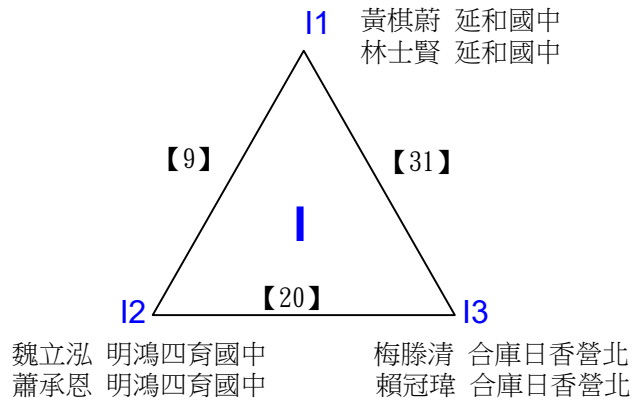 I1 黃棋蔚 延和國中
林士賢 延和國中
【9】 【31】
I
【20】
I2 I3
魏立泓 明鴻四育國中 梅滕清 合庫日香營北
蕭承恩 明鴻四育國中 賴冠瑋 合庫日香營北